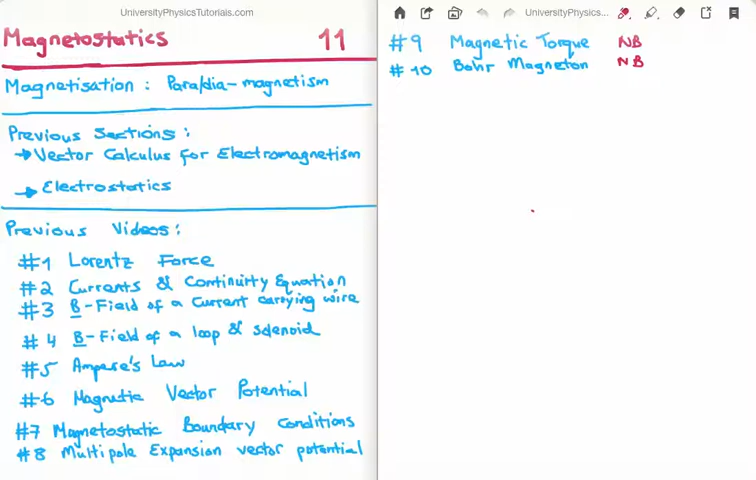 UniversityPhysicsTutorials.com
Magnetostatics 11
Magnetisation : Para/dia-magnetism
Previous Sections:
→Vector Calculus for Electromagnetism
→ Electrostatics
Previous Videos:
#1 Lorentz Force
#2 Currents & Continuity Equation
#3 B-Field of a Current carrying wire
#4 B-Field of a loop & solenoid
#5 Ampere's Law
#6 Magnetic Vector Potential
#7 Magnetostatic Boundary Conditions
#8 Multipole Expansion vector potential
UniversityPhysics...
#9 Magnetic Torque NB
#10 Bohr Magneton NB